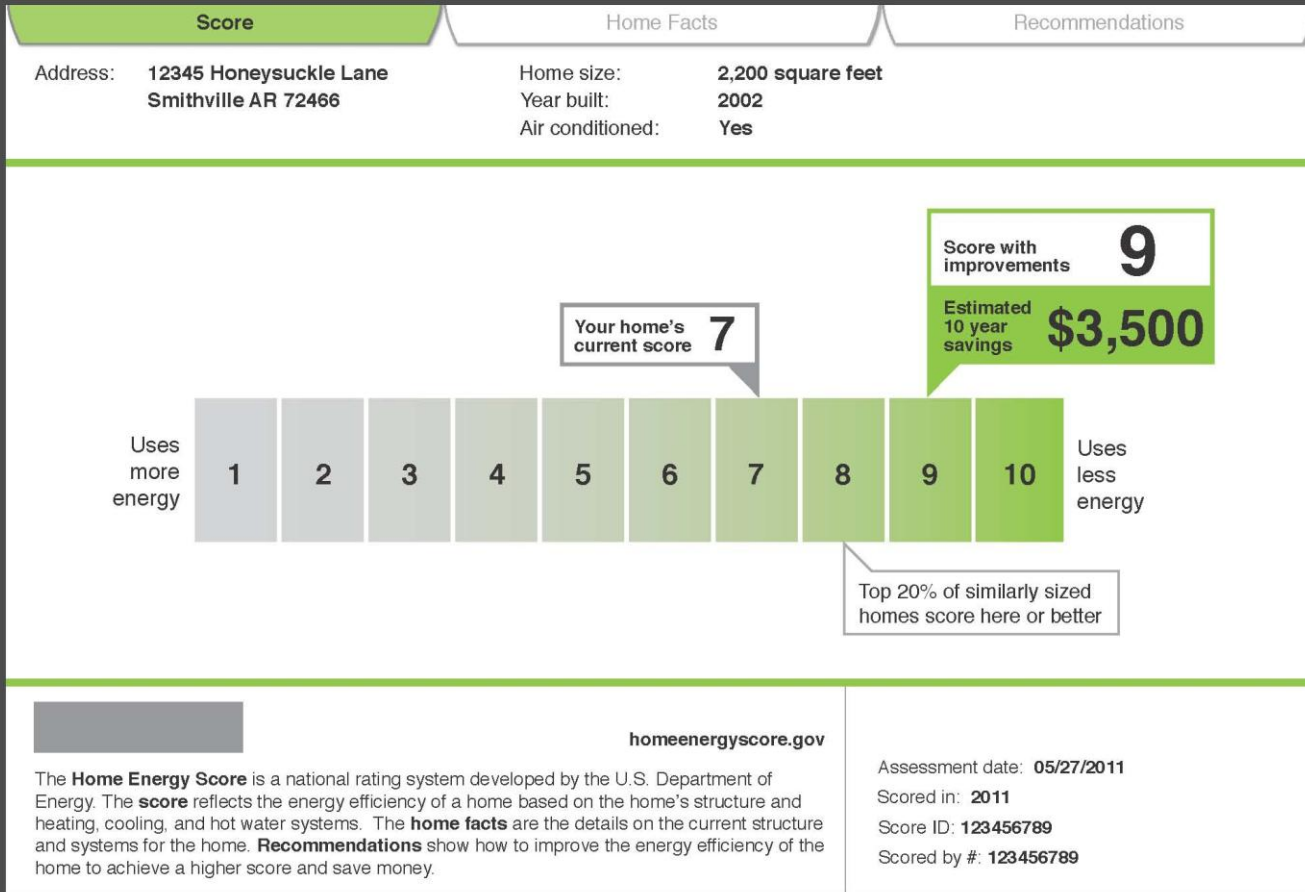 Score
Home Facts
Recommendations
Address: 12345 Honeysuckle Lane
Smithville AR 72466
Home size: 2,200 square feet
Year built: 2002
Air conditioned: Yes
Score with
improvements 9
Estimated
10 year
savings $3,500
Your home's
current score 7
Uses
more
energy
1 2 3 4 5 6 7 8 9 10
Uses
less
energy
Top 20% of similarly sized
homes score here or better
homeenergyscore.gov
The Home Energy Score is a national rating system developed by the U.S. Department of
Energy. The score reflects the energy efficiency of a home based on the home's structure and
heating, cooling, and hot water systems. The home facts are the details on the current structure
and systems for the home. Recommendations show how to improve the energy efficiency of the
home to achieve a higher score and save money.
Assessment date: 05/27/2011
Scored in: 2011
Score ID: 123456789
Scored by #: 123456789